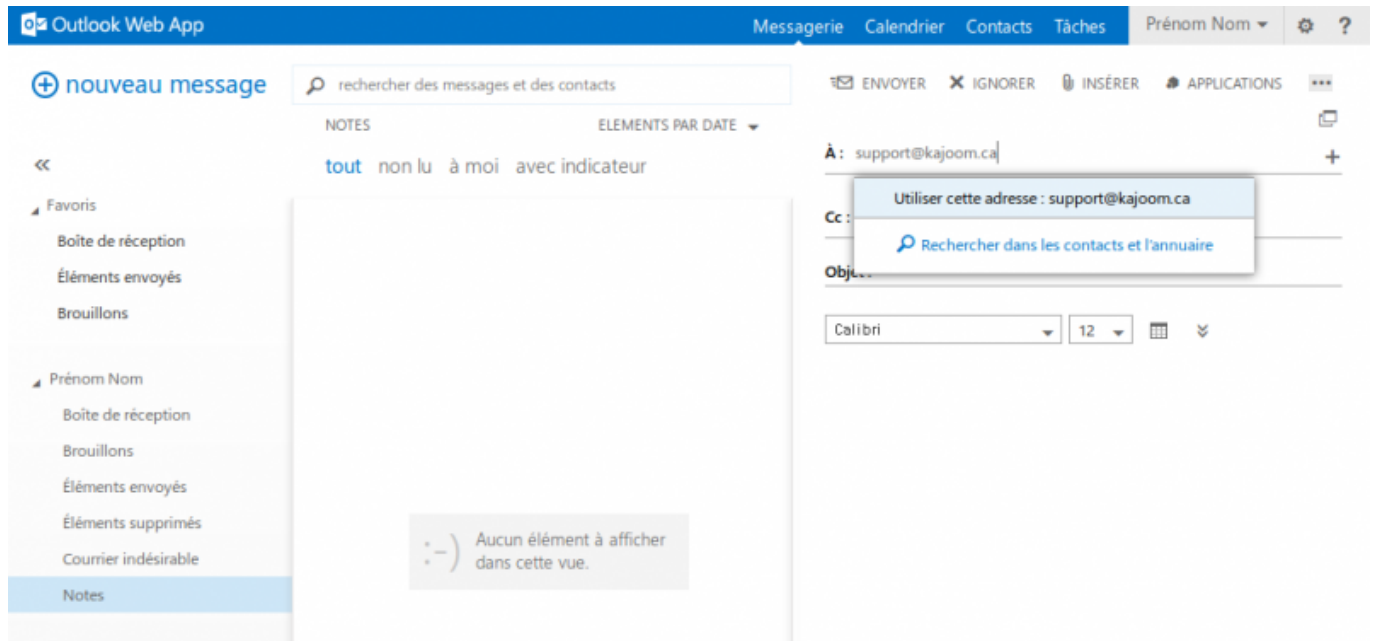 Outlook Web App
Messagerie Calendrier Contacts Tâches Prénom Nom ?
nouveau message
rechercher des messages et des contacts
NOTES ELEMENTS PAR DATE
tout non lu à moi avec indicateur
Favoris
Boîte de réception
Éléments envoyés
Brouillons
Prénom Nom
Boîte de réception
Brouillons
Éléments envoyés
Éléments supprimés
Courrier indésirable
Notes
:-) Aucun élément à afficher
dans cette vue.
ENVOYER IGNORER INSÉRER APPLICATIONS ...
À : support@kajoom.ca +
Utiliser cette adresse : support@kajoom.ca
Cc :
Rechercher dans les contacts et l'annuaire
Calibri 12